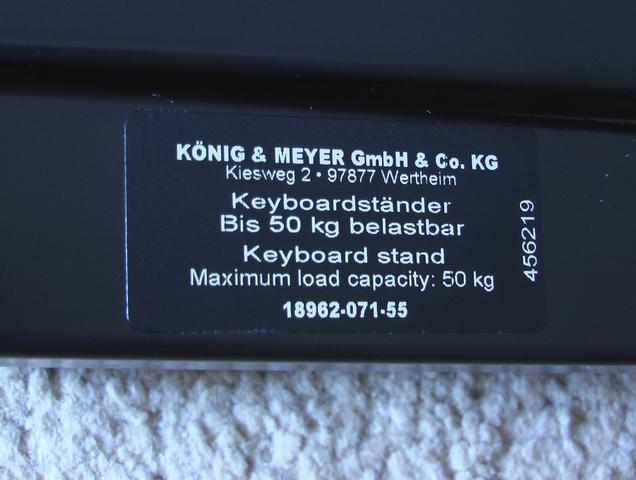 KÖNIG & MEYER GmbH & Co. KG
Kiesweg 2 • 97877 Wertheim
Keyboardständer
Bis 50 kg belastbar
Keyboard stand
Maximum load capacity: 50 kg
18962-071-55
456219